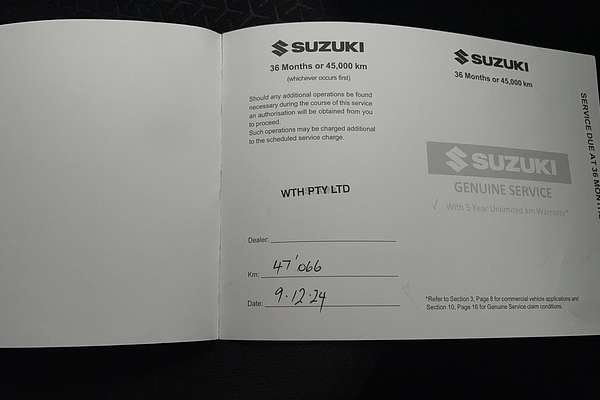 SUZUKI
36 Months or 45,000 km
(whichever occurs first)
Should any additional operations be found
necessary during the course of this service
an authorisation will be obtained from you
to proceed.
Such operations may be charged additional
to the scheduled service charge.
WTH PTY LTD
Dealer:
Km: 47'066
Date: 9.12.24
SUZUKI
36 Months or 45,000 km
SUZUKI
GENUINE SERVICE
√ With 5 Year Unlimited km Warranty*
*Refer to Section 3, Page 8 for commercial vehicle applications and
Section 10, Page 16 for Genuine Service claim conditions.
SERVICE DUE AT 36 MONTHS